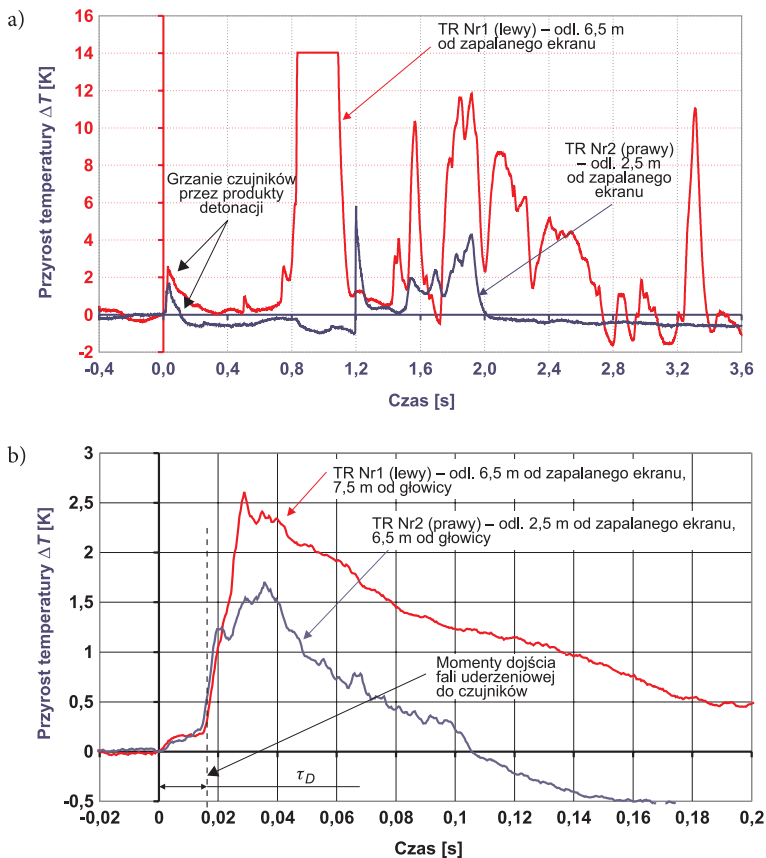 a)
Przyrost temperatury ΔT [K]
16
14
12
10
8
6
4
2
0
-2
TR Nr1 (lewy) – odl. 6,5 m
od zapalanego ekranu
TR Nr2 (prawy)
– odl. 2,5 m
od zapalanego
ekranu
Grzanie czujników
przez produkty
detonacji
-0,4 0,0 0,4 0,8 1,2 1,6 2,0 2,4 2,8 3,2 3,6
Czas [s]
b)
Przyrost temperatury ΔT [K]
3
2,5
2
1,5
1
0,5
0
-0,5
TR Nr1 (lewy) – odl. 6,5 m od zapalanego ekranu,
7,5 m od głowicy
TR Nr2 (prawy) – odl. 2,5 m od zapalanego ekranu,
6,5 m od głowicy
Momenty dojścia
fali uderzeniowej
do czujników
τD
-0,02 0 0,02 0,04 0,06 0,08 0,1 0,12 0,14 0,16 0,18 0,2
Czas [s]